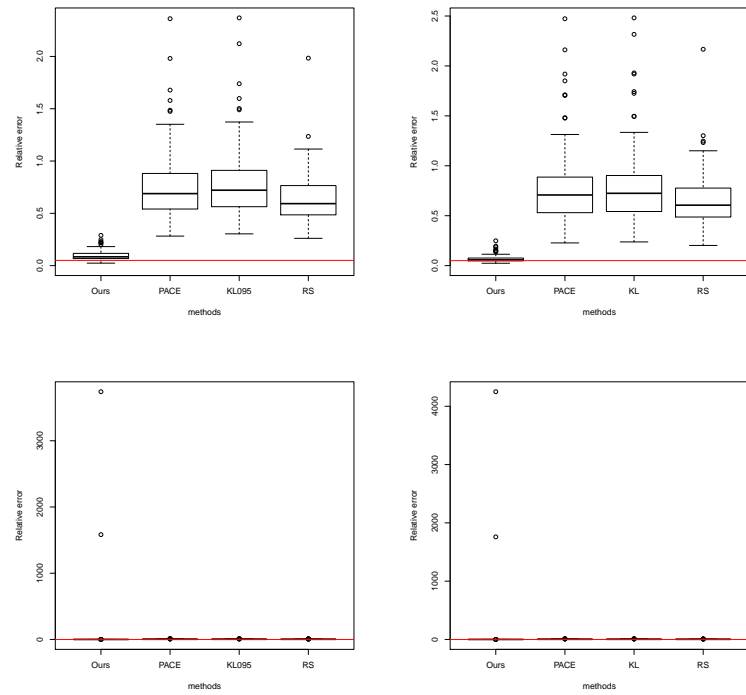 2.0
1.5
1.0
0.5
0.0
Relative error
Ours PACE KL095 RS
methods
2.5
2.0
1.5
1.0
0.5
0.0
Relative error
Ours PACE KL RS
methods
3000
2000
1000
0
Relative error
Ours PACE KL095 RS
methods
4000
3000
2000
1000
0
Relative error
Ours PACE KL RS
methods